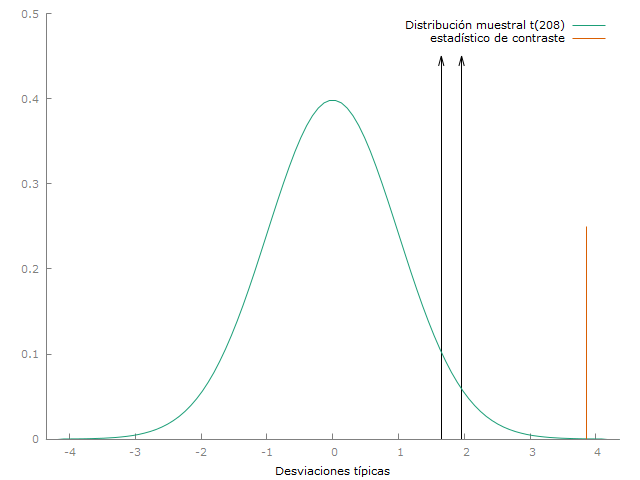 Distribución muestral t(208)
estadístico de contraste
0.5
0.4
0.3
0.2
0.1
0
-4 -3 -2 -1 0 1 2 3 4
Desviaciones típicas